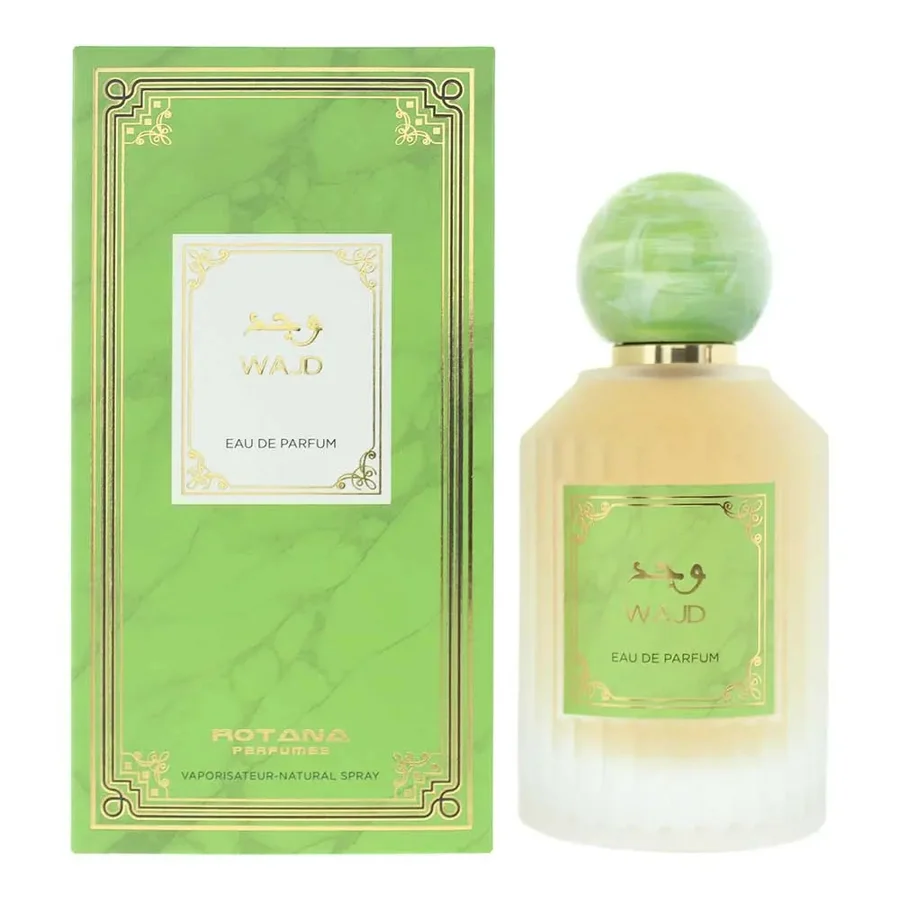 وجد
WAJD
EAU DE PARFUM
ROTANA
PERFUMES
VAPORISATEUR-NATURAL SPRAY
وجد
WAJD
EAU DE PARFUM